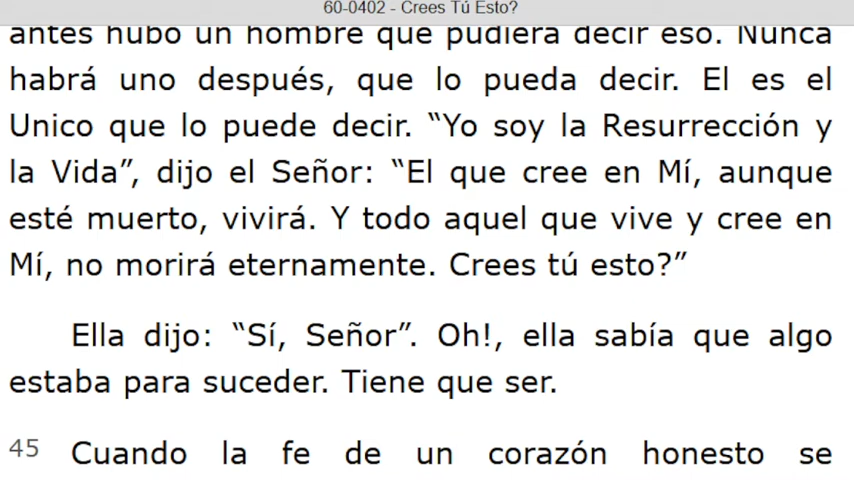 60-0402 - Crees Tú Esto?
antes hubo un hombre que pudiera decir eso. Nunca
habrá uno después, que lo pueda decir. El es el
Unico que lo puede decir. “Yo soy la Resurrección y
la Vida”, dijo el Señor: “El que cree en Mí, aunque
esté muerto, vivirá. Y todo aquel que vive y cree en
Mí, no morirá eternamente. Crees tú esto?”
Ella dijo: “Sí, Señor”. Oh!, ella sabía que algo
estaba para suceder. Tiene que ser.
45 Cuando la fe de un corazón honesto se